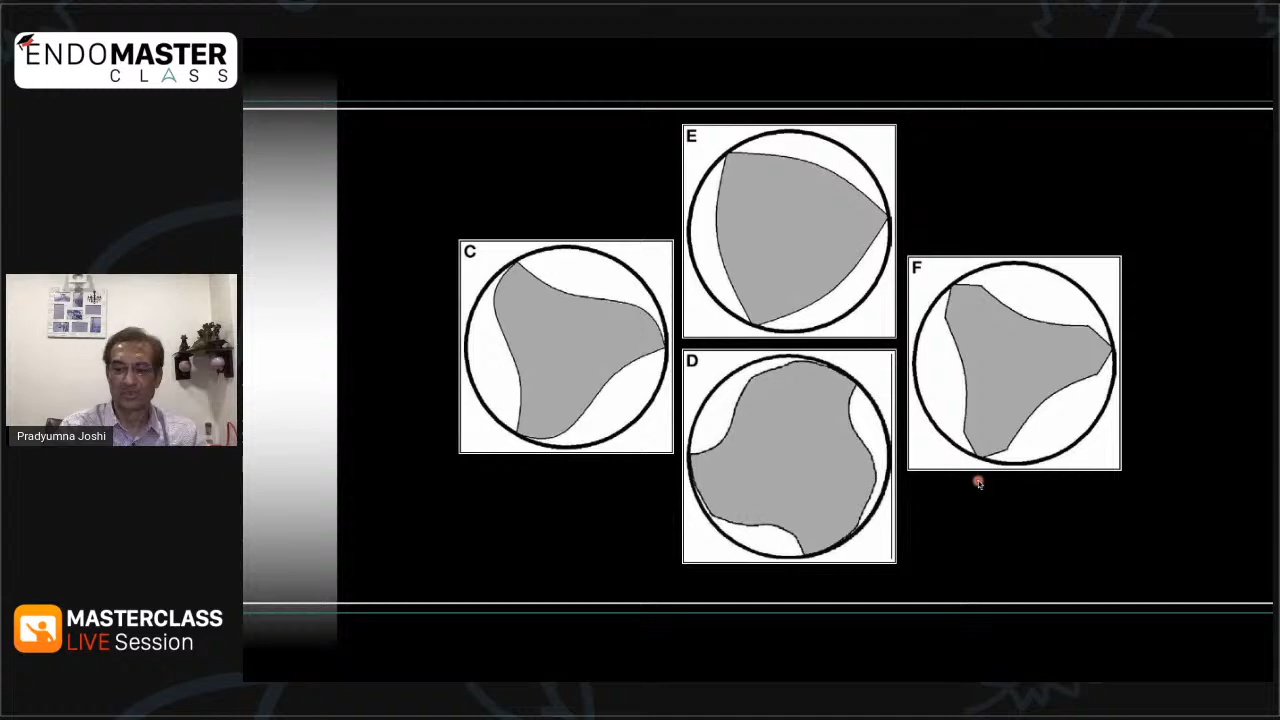 ENDOMASTER
CLASS
E
C
F
D
Pradyumna Joshi
MASTERCLASS
LIVE Session